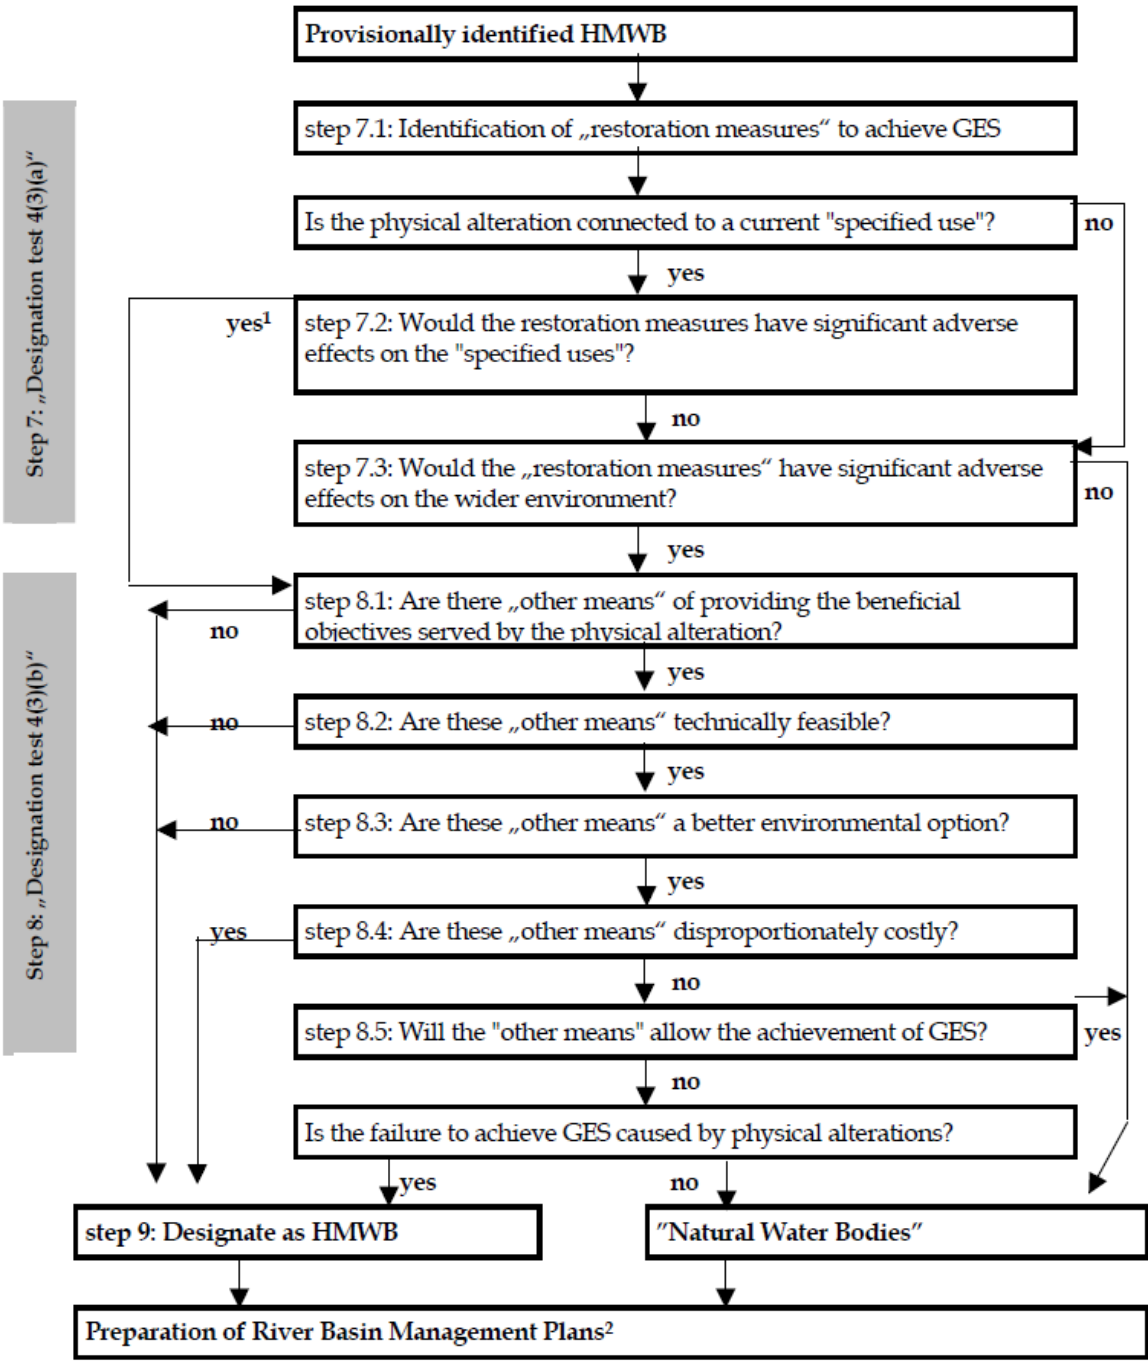 Provisionally identified HMWB
Step 7: „Designation test 4(3)(a)“
step 7.1: Identification of „restoration measures“ to achieve GES
Is the physical alteration connected to a current "specified use"?
no
yes
yes¹
step 7.2: Would the restoration measures have significant adverse
effects on the "specified uses"?
no
step 7.3: Would the „restoration measures“ have significant adverse
effects on the wider environment?
no
yes
Step 8: „Designation test 4(3)(b)“
step 8.1: Are there „other means“ of providing the beneficial
objectives served by the physical alteration?
no
yes
step 8.2: Are these „other means“ technically feasible?
no
yes
step 8.3: Are these „other means“ a better environmental option?
no
yes
step 8.4: Are these „other means“ disproportionately costly?
yes
no
step 8.5: Will the "other means" allow the achievement of GES?
yes
no
Is the failure to achieve GES caused by physical alterations?
yes
no
step 9: Designate as HMWB
”Natural Water Bodies”
Preparation of River Basin Management Plans²